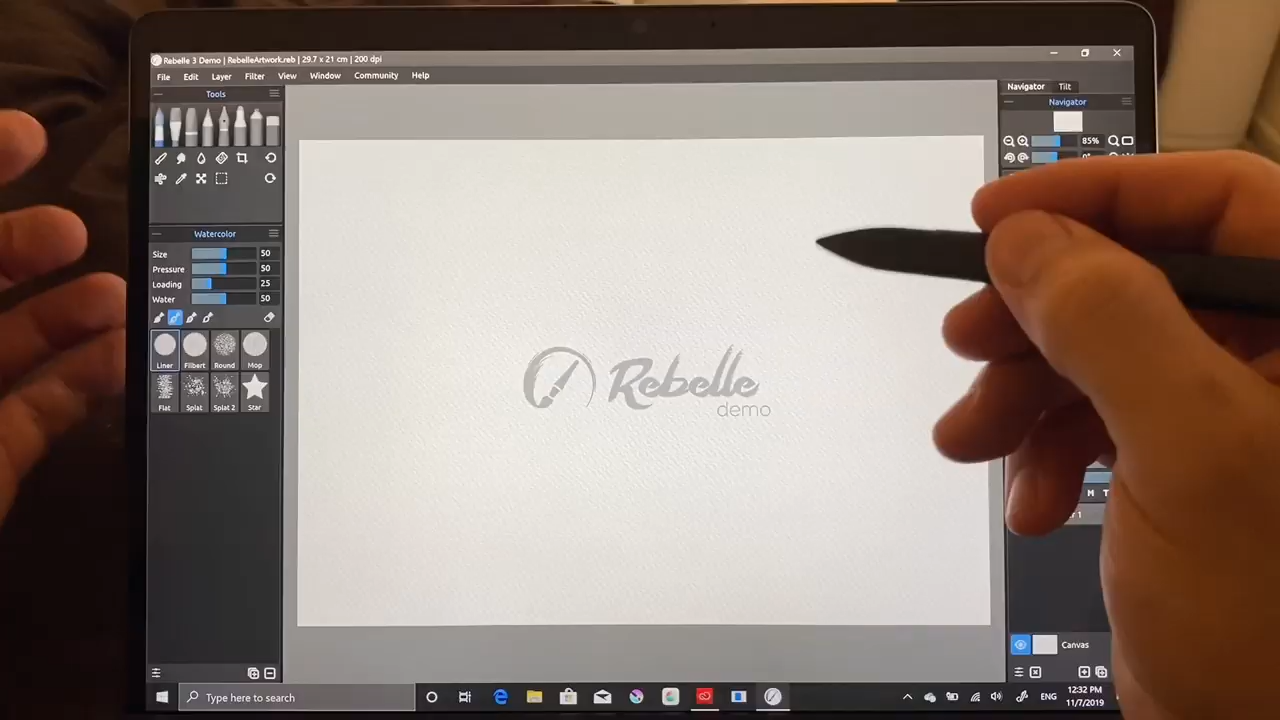 Rebelle 3 Demo | RebelleArtwork.reb | 29.7 x 21 cm | 200 dpi
File Edit Layer Filter View Window Community Help
Tools
Navigator Tilt
Navigator
85%
0°
Watercolor
Size 50
Pressure 50
Loading 25
Water 50
Liner Filbert Round Mop
Flat Splat Splat 2 Star
Rebelle
demo
M
Canvas
Type here to search
ENG
12:32 PM
11/7/2019